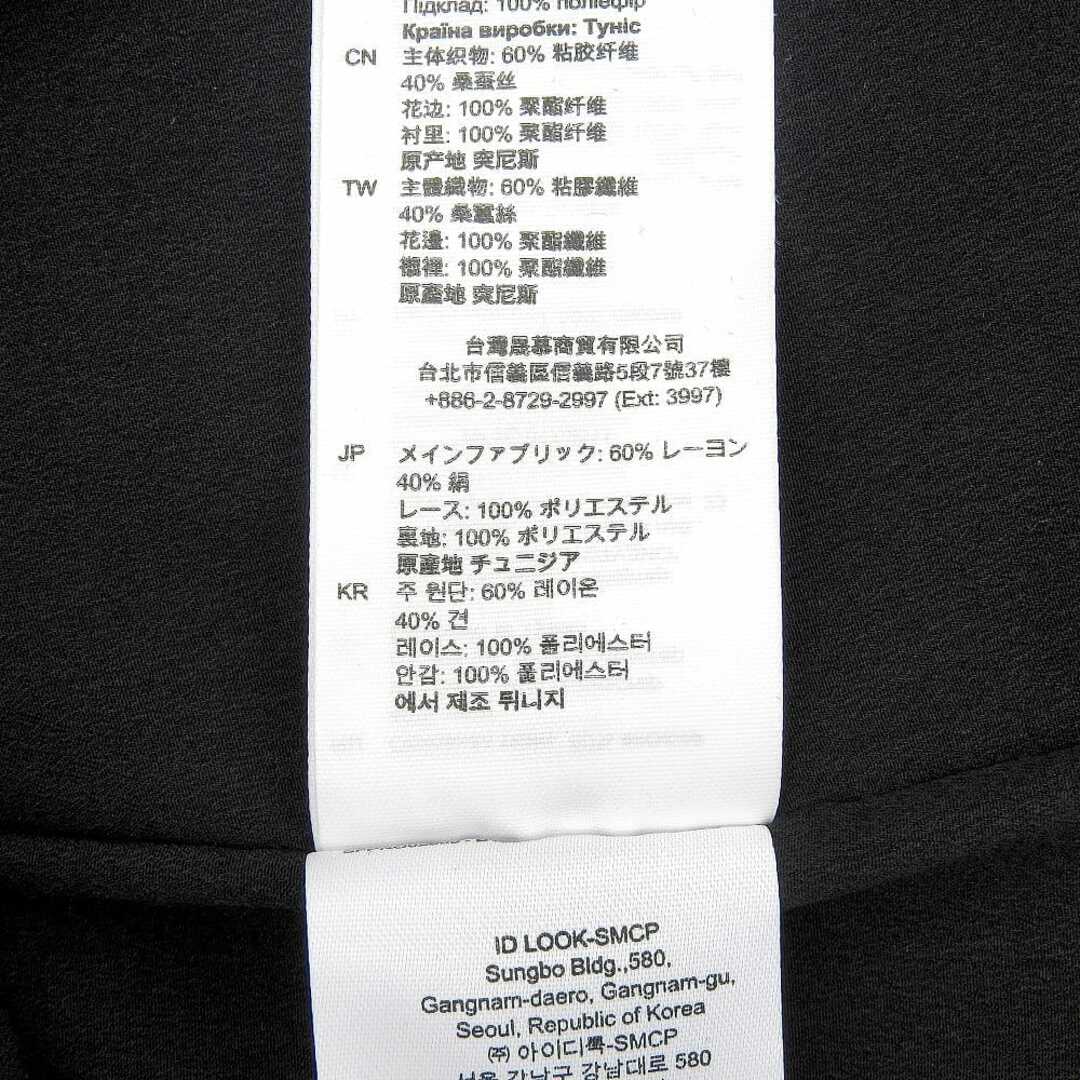 Підклад: 100% поліефір
Країна виробки: Туніс
CN 主体织物: 60% 粘胶纤维
40% 桑蚕丝
花边: 100% 聚酯纤维
衬里: 100% 聚酯纤维
原产地 突尼斯
TW 主體織物: 60% 粘膠纖維
40% 桑蠶絲
花邊: 100% 聚酯纖維
100% 聚酯纖維
原產地 突尼斯
台灣晟慕商貿有限公司
台北市信義區信義路5段7號37樓
+886-2-8729-2997 (Ext: 3997)
JP メインファブリック: 60% レーヨン
40% 絹
レース: 100% ポリエステル
裏地: 100% ポリエステル
原産地 チュニジア
KR 주 원단: 60% 레이온
40% 견
레이스: 100% 폴리에스터
안감: 100% 폴리에스터
에서 제조 튀니지
ID LOOK-SMCP
Sungbo Bldg.,580,
Gangnam-daero, Gangnam-gu,
Seoul, Republic of Korea
㈜ 아이디룩-SMCP
서울 강남구 강남대로 580